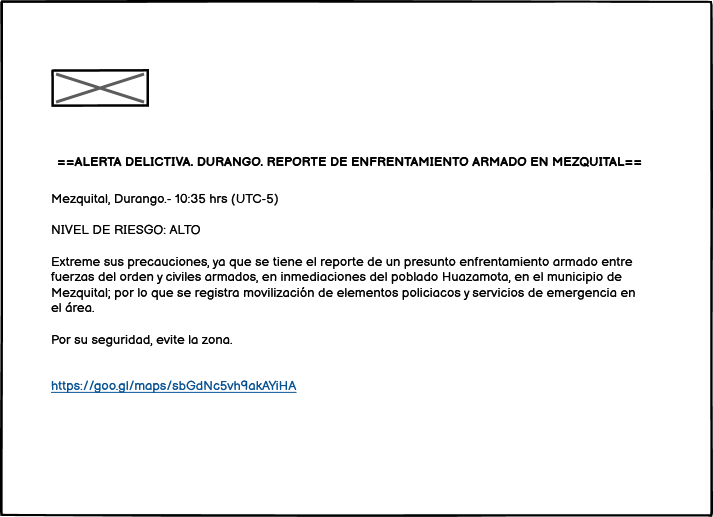 ==ALERTA DELICTIVA. DURANGO. REPORTE DE ENFRENTAMIENTO ARMADO EN MEZQUITAL==
Mezquital, Durango.- 10:35 hrs (UTC-5)
NIVEL DE RIESGO: ALTO
Extreme sus precauciones, ya que se tiene el reporte de un presunto enfrentamiento armado entre
fuerzas del orden y civiles armados, en inmediaciones del poblado Huazamota, en el municipio de
Mezquital; por lo que se registra movilización de elementos policiacos y servicios de emergencia en
el área.
Por su seguridad, evite la zona.
https://goo.gl/maps/sbGdNc5vh9akAYiHA